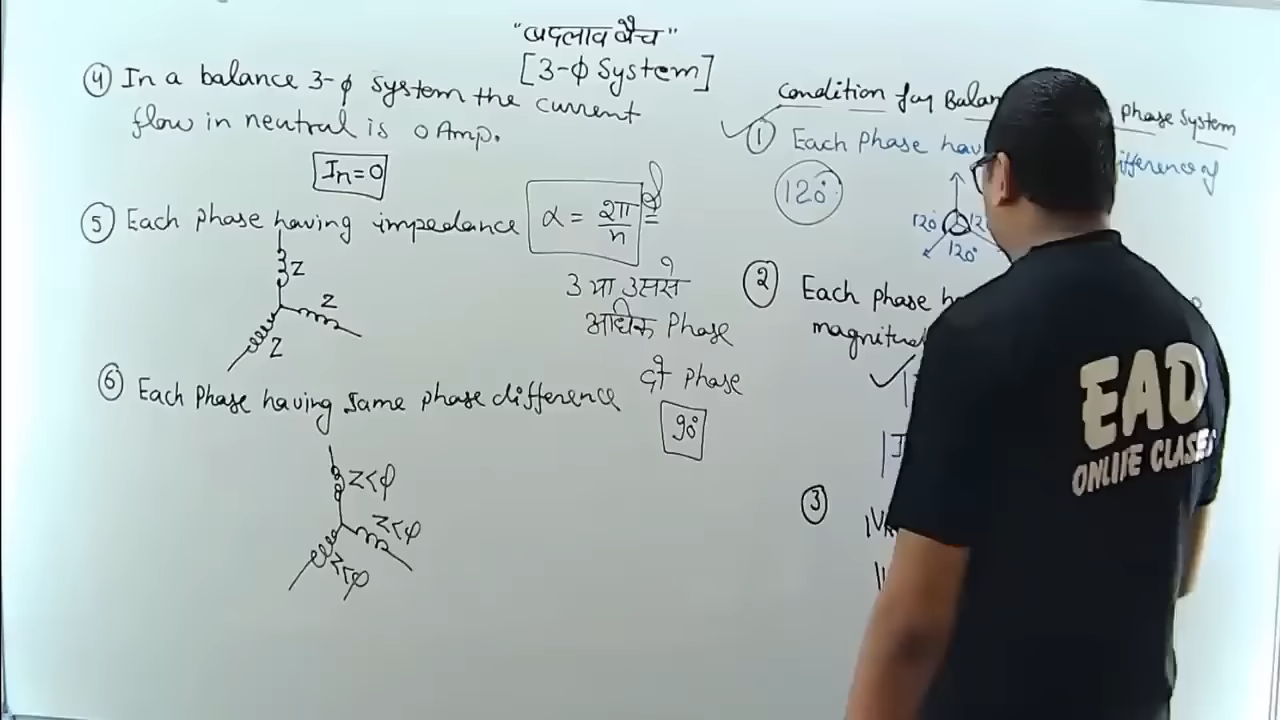 "बदलाव बैच"
[3-φ System]
④ In a balance 3-φ system the current
flow in neutral is 0 Amp.
In=0
⑤ Each phase having impedance
α = 2π/n
Z
Z
Z
3 या उससे
अधिक Phase
दो phase
90°
⑥ Each Phase having same phase difference
Z<φ
Z<φ
Z<φ
Condition for Balan
phase System
① Each Phase hav
ifference of
120°
120°
12
120°
② Each phase h
magnitud
③
EAD
ONLINE CLASSES